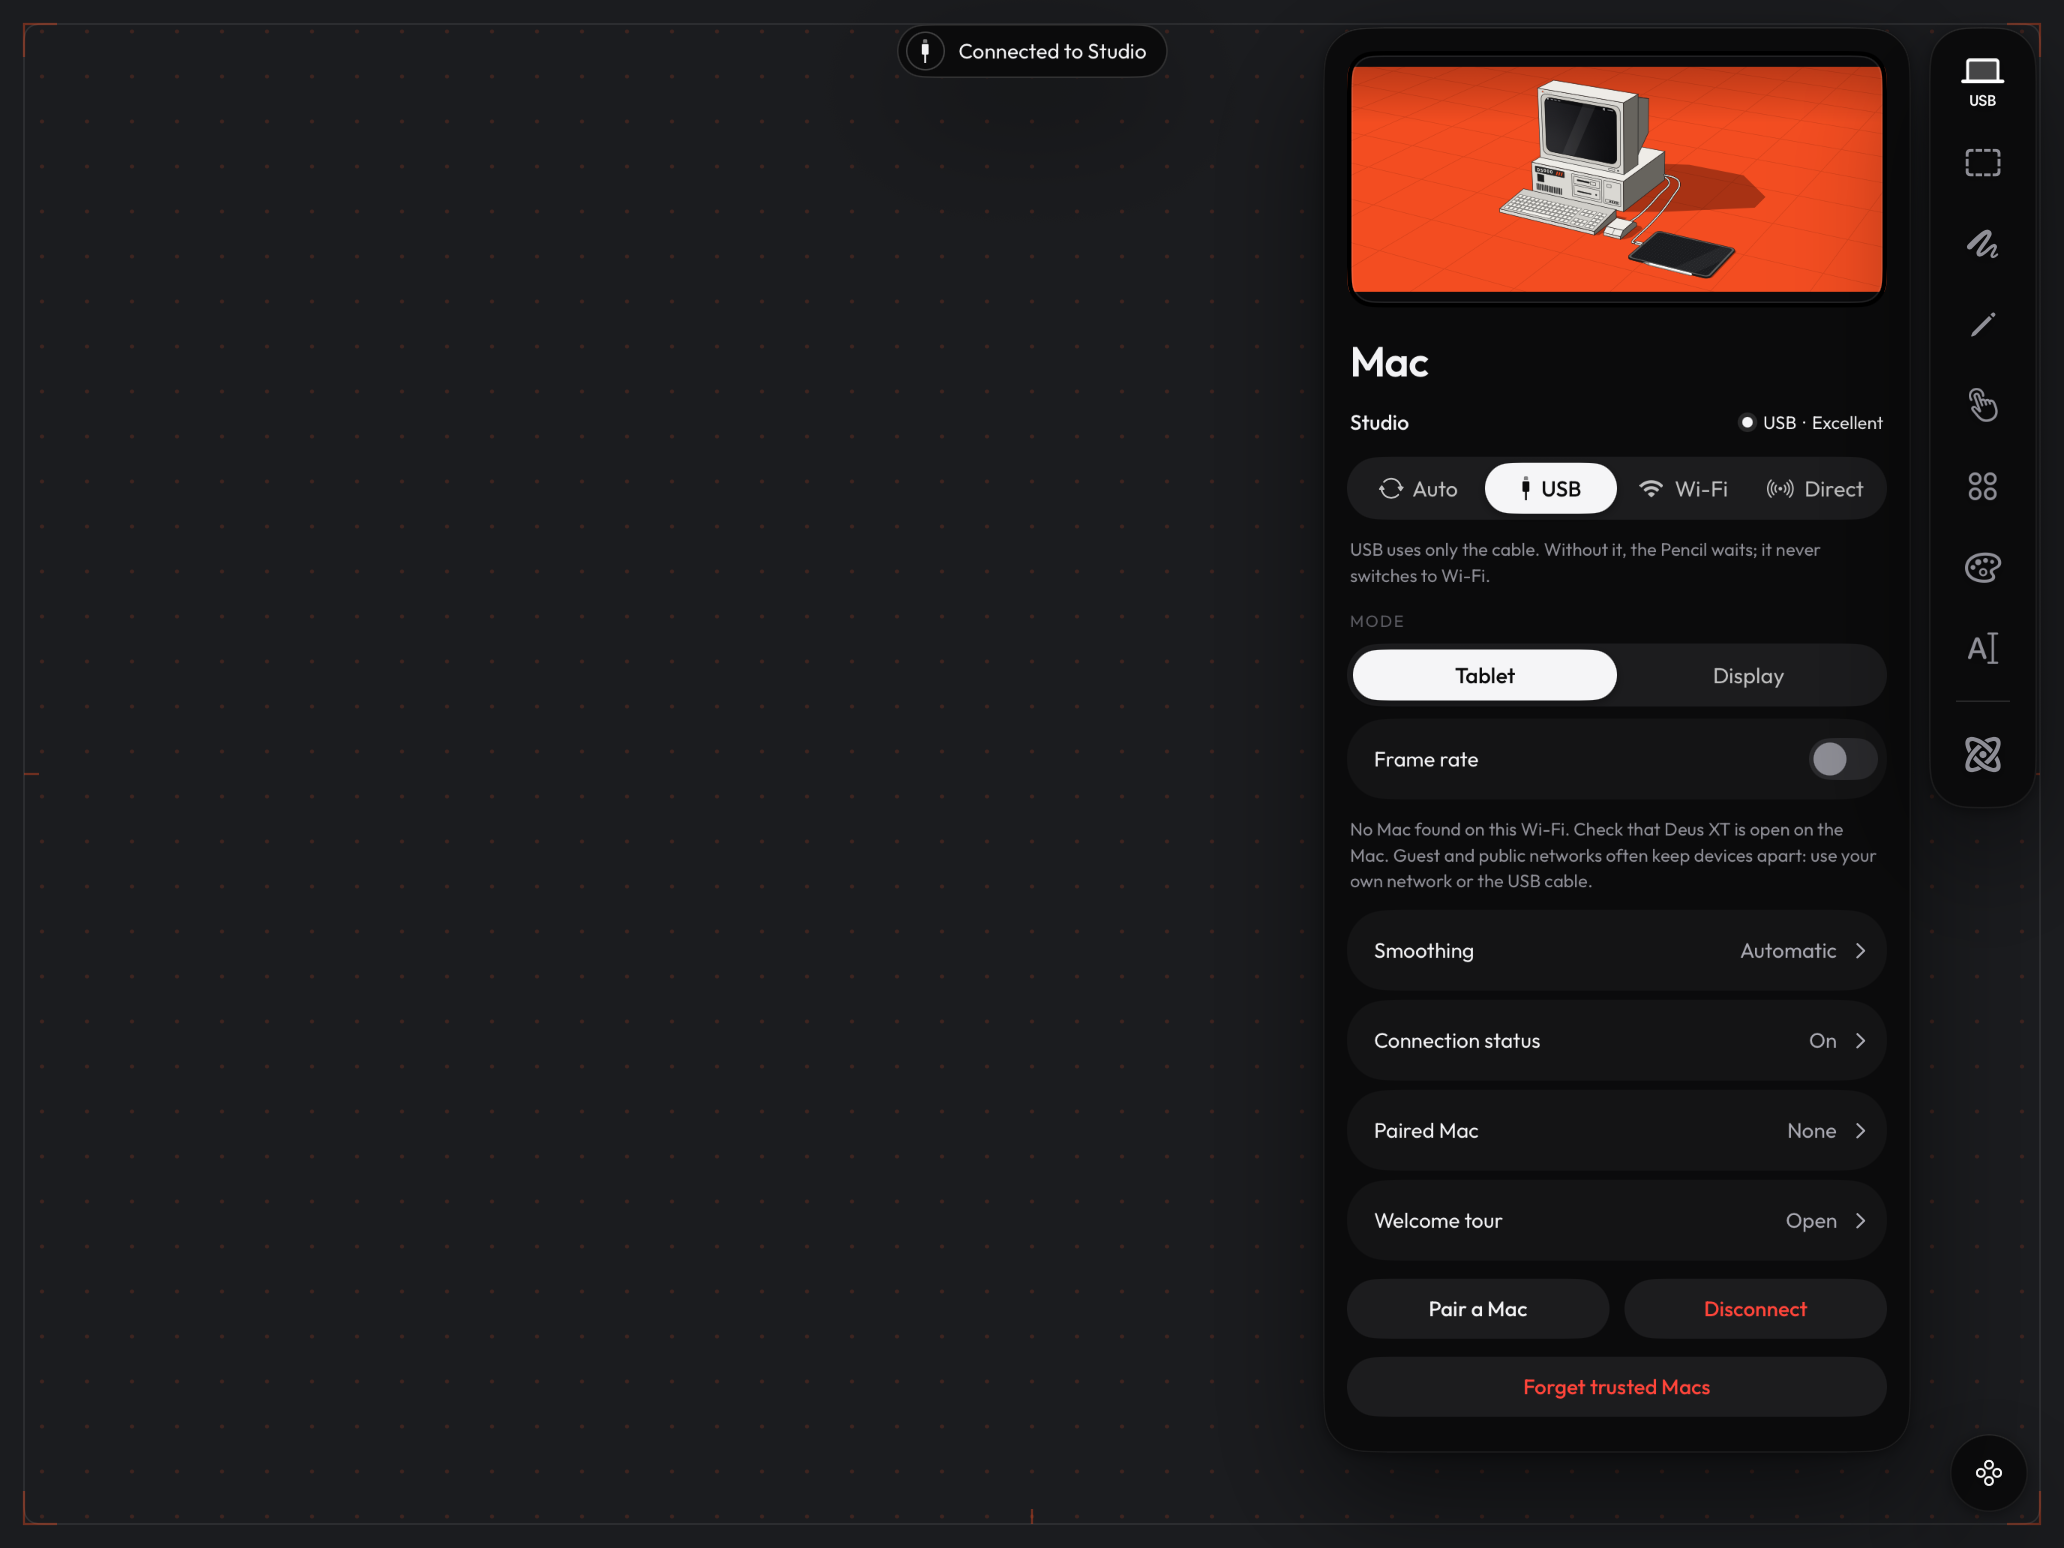 Connected to Studio
USB
Mac
Studio
USB · Excellent
Auto
USB
Wi-Fi
Direct
USB uses only the cable. Without it, the Pencil waits; it never
switches to Wi-Fi.
MODE
Tablet
Display
Frame rate
No Mac found on this Wi-Fi. Check that Deus XT is open on the
Mac. Guest and public networks often keep devices apart: use your
own network or the USB cable.
Smoothing
Automatic
Connection status
On
Paired Mac
None
Welcome tour
Open
Pair a Mac
Disconnect
Forget trusted Macs